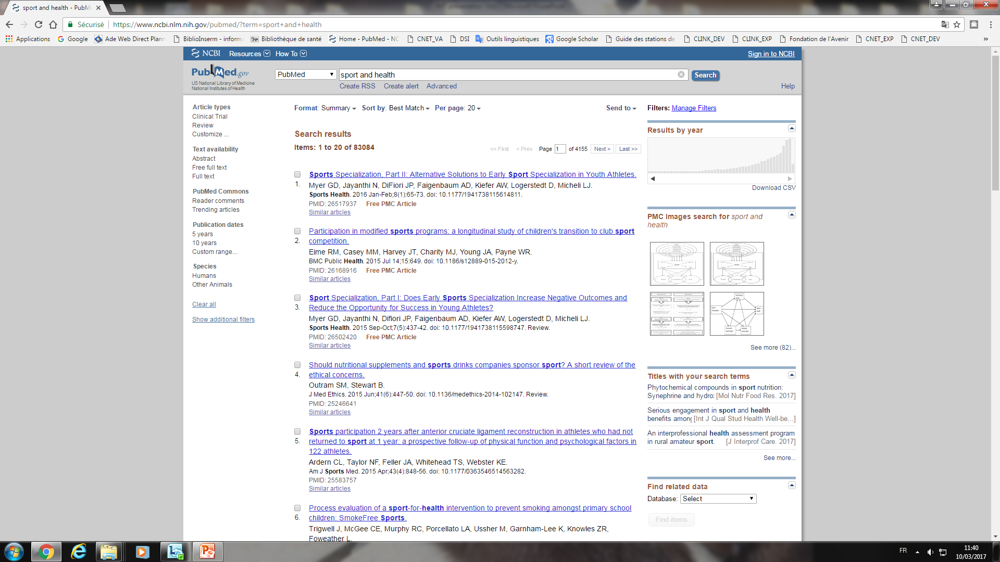 sport and health - PubM
Sécurisé https://www.ncbi.nlm.nih.gov/pubmed/?term=sport+and+health
Applications Google Ade Web Direct Plann BiblioInserm - informa Bibliothèque de santé Home - PubMed - NC CNET_VA DSI Outils linguistiques Google Scholar Guide des stations de CLINK_DEV CLINK_EXP Fondation de l'Avenir CNET_EXP CNET_DEV »
NCBI Resources How To Sign in to NCBI
PubMed.gov
US National Library of Medicine
National Institutes of Health
PubMed sport and health Search
Create RSS Create alert Advanced Help
Article types
Clinical Trial
Review
Customize ...
Text availability
Abstract
Free full text
Full text
PubMed Commons
Reader comments
Trending articles
Publication dates
5 years
10 years
Custom range...
Species
Humans
Other Animals
Clear all
Show additional filters
Format: Summary Sort by: Best Match Per page: 20 Send to
Search results
Items: 1 to 20 of 83084
<< First < Prev Page 1 of 4155 Next > Last >>
Sports Specialization, Part II: Alternative Solutions to Early Sport Specialization in Youth Athletes.
1. Myer GD, Jayanthi N, DiFiori JP, Faigenbaum AD, Kiefer AW, Logerstedt D, Micheli LJ.
Sports Health. 2016 Jan-Feb;8(1):65-73. doi: 10.1177/1941738115614811.
PMID: 26517937 Free PMC Article
Similar articles
Participation in modified sports programs: a longitudinal study of children's transition to club sport
2. competition.
Eime RM, Casey MM, Harvey JT, Charity MJ, Young JA, Payne WR.
BMC Public Health. 2015 Jul 14;15:649. doi: 10.1186/s12889-015-2012-y.
PMID: 26168916 Free PMC Article
Similar articles
Sport Specialization, Part I: Does Early Sports Specialization Increase Negative Outcomes and
3. Reduce the Opportunity for Success in Young Athletes?
Myer GD, Jayanthi N, Difiori JP, Faigenbaum AD, Kiefer AW, Logerstedt D, Micheli LJ.
Sports Health. 2015 Sep-Oct;7(5):437-42. doi: 10.1177/1941738115598747. Review.
PMID: 26502420 Free PMC Article
Similar articles
Should nutritional supplements and sports drinks companies sponsor sport? A short review of the
4. ethical concerns.
Outram SM, Stewart B.
J Med Ethics. 2015 Jun;41(6):447-50. doi: 10.1136/medethics-2014-102147. Review.
PMID: 25246641
Similar articles
Sports participation 2 years after anterior cruciate ligament reconstruction in athletes who had not
5. returned to sport at 1 year: a prospective follow-up of physical function and psychological factors in
122 athletes.
Ardern CL, Taylor NF, Feller JA, Whitehead TS, Webster KE.
Am J Sports Med. 2015 Apr;43(4):848-56. doi: 10.1177/0363546514563282.
PMID: 25583757
Similar articles
Process evaluation of a sport-for-health intervention to prevent smoking amongst primary school
6. children: SmokeFree Sports.
Trigwell J, McGee CE, Murphy RC, Porcellato LA, Ussher M, Garnham-Lee K, Knowles ZR,
Foweather L.
Filters: Manage Filters
Results by year
Download CSV
PMC Images search for sport and
health
See more (82)...
Titles with your search terms
Phytochemical compounds in sport nutrition:
Synephrine and hydro [Mol Nutr Food Res. 2017]
Serious engagement in sport and health
benefits among [Int J Qual Stud Health Well-be...]
An interprofessional health assessment program
in rural amateur sport. [J Interprof Care. 2017]
See more...
Find related data
Database: Select
Find items
FR 11:40
10/03/2017